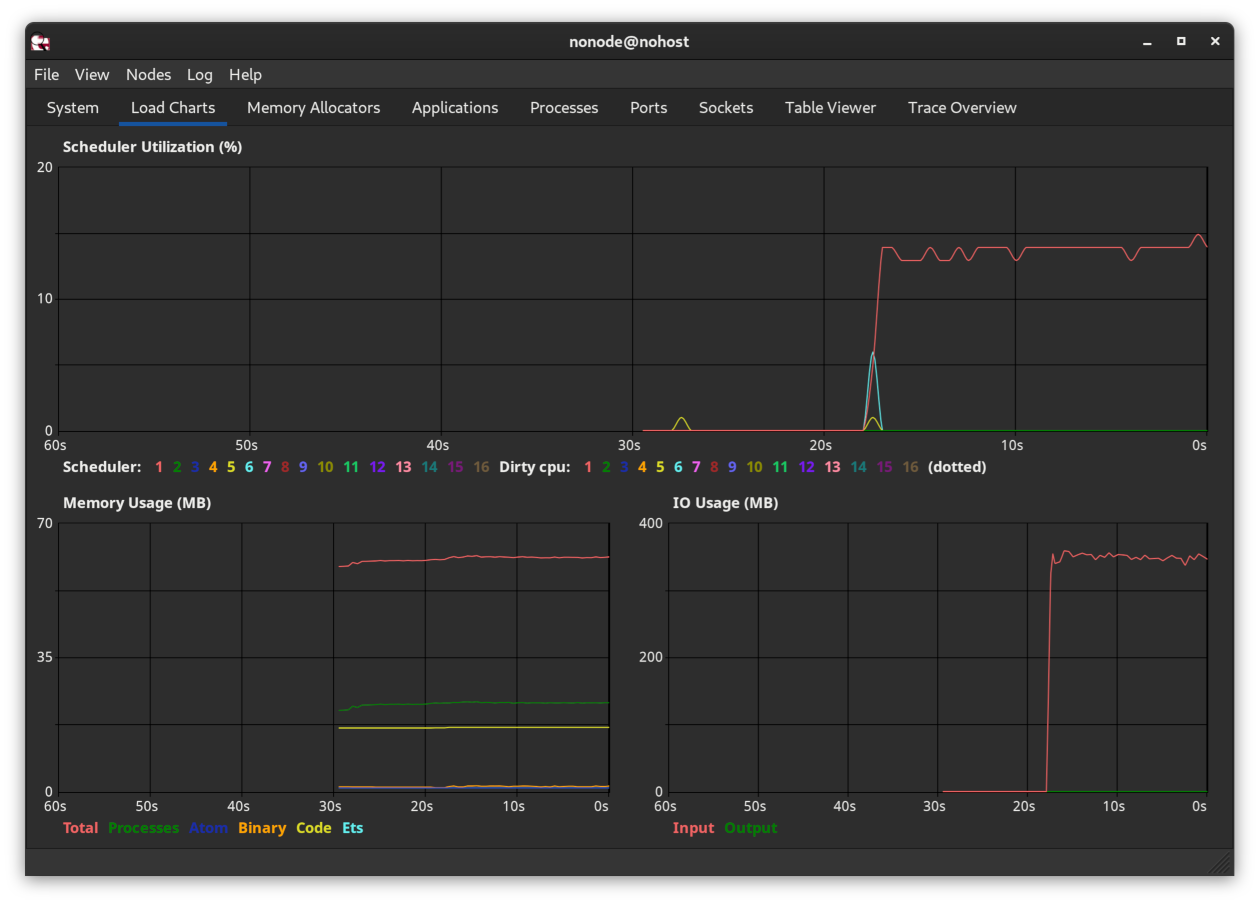 nonode@nohost
File View Nodes Log Help
System Load Charts Memory Allocators Applications Processes Ports Sockets Table Viewer Trace Overview
Scheduler Utilization (%)
20
10
0
60s 50s 40s 30s 20s 10s 0s
Scheduler: 1 2 3 4 5 6 7 8 9 10 11 12 13 14 15 16 Dirty cpu: 1 2 3 4 5 6 7 8 9 10 11 12 13 14 15 16 (dotted)
Memory Usage (MB)
70
35
0
60s 50s 40s 30s 20s 10s 0s
Total Processes Atom Binary Code Ets
IO Usage (MB)
400
200
0
60s 50s 40s 30s 20s 10s 0s
Input Output